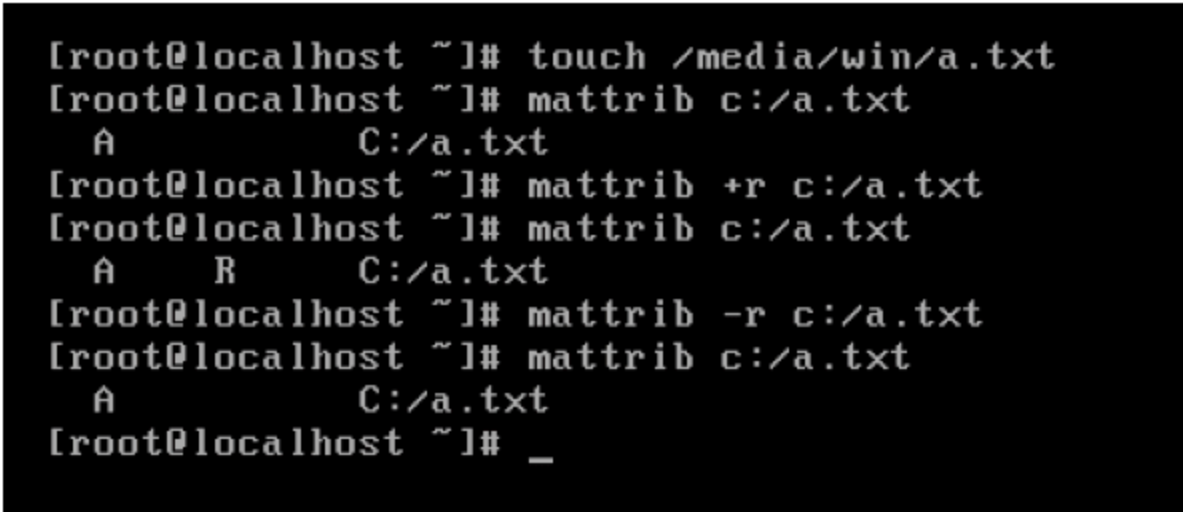 [root@localhost ~]# touch /media/win/a.txt
[root@localhost ~]# mattrib c:/a.txt
  A          C:/a.txt
[root@localhost ~]# mattrib +r c:/a.txt
[root@localhost ~]# mattrib c:/a.txt
  A    R     C:/a.txt
[root@localhost ~]# mattrib -r c:/a.txt
[root@localhost ~]# mattrib c:/a.txt
  A          C:/a.txt
[root@localhost ~]# _